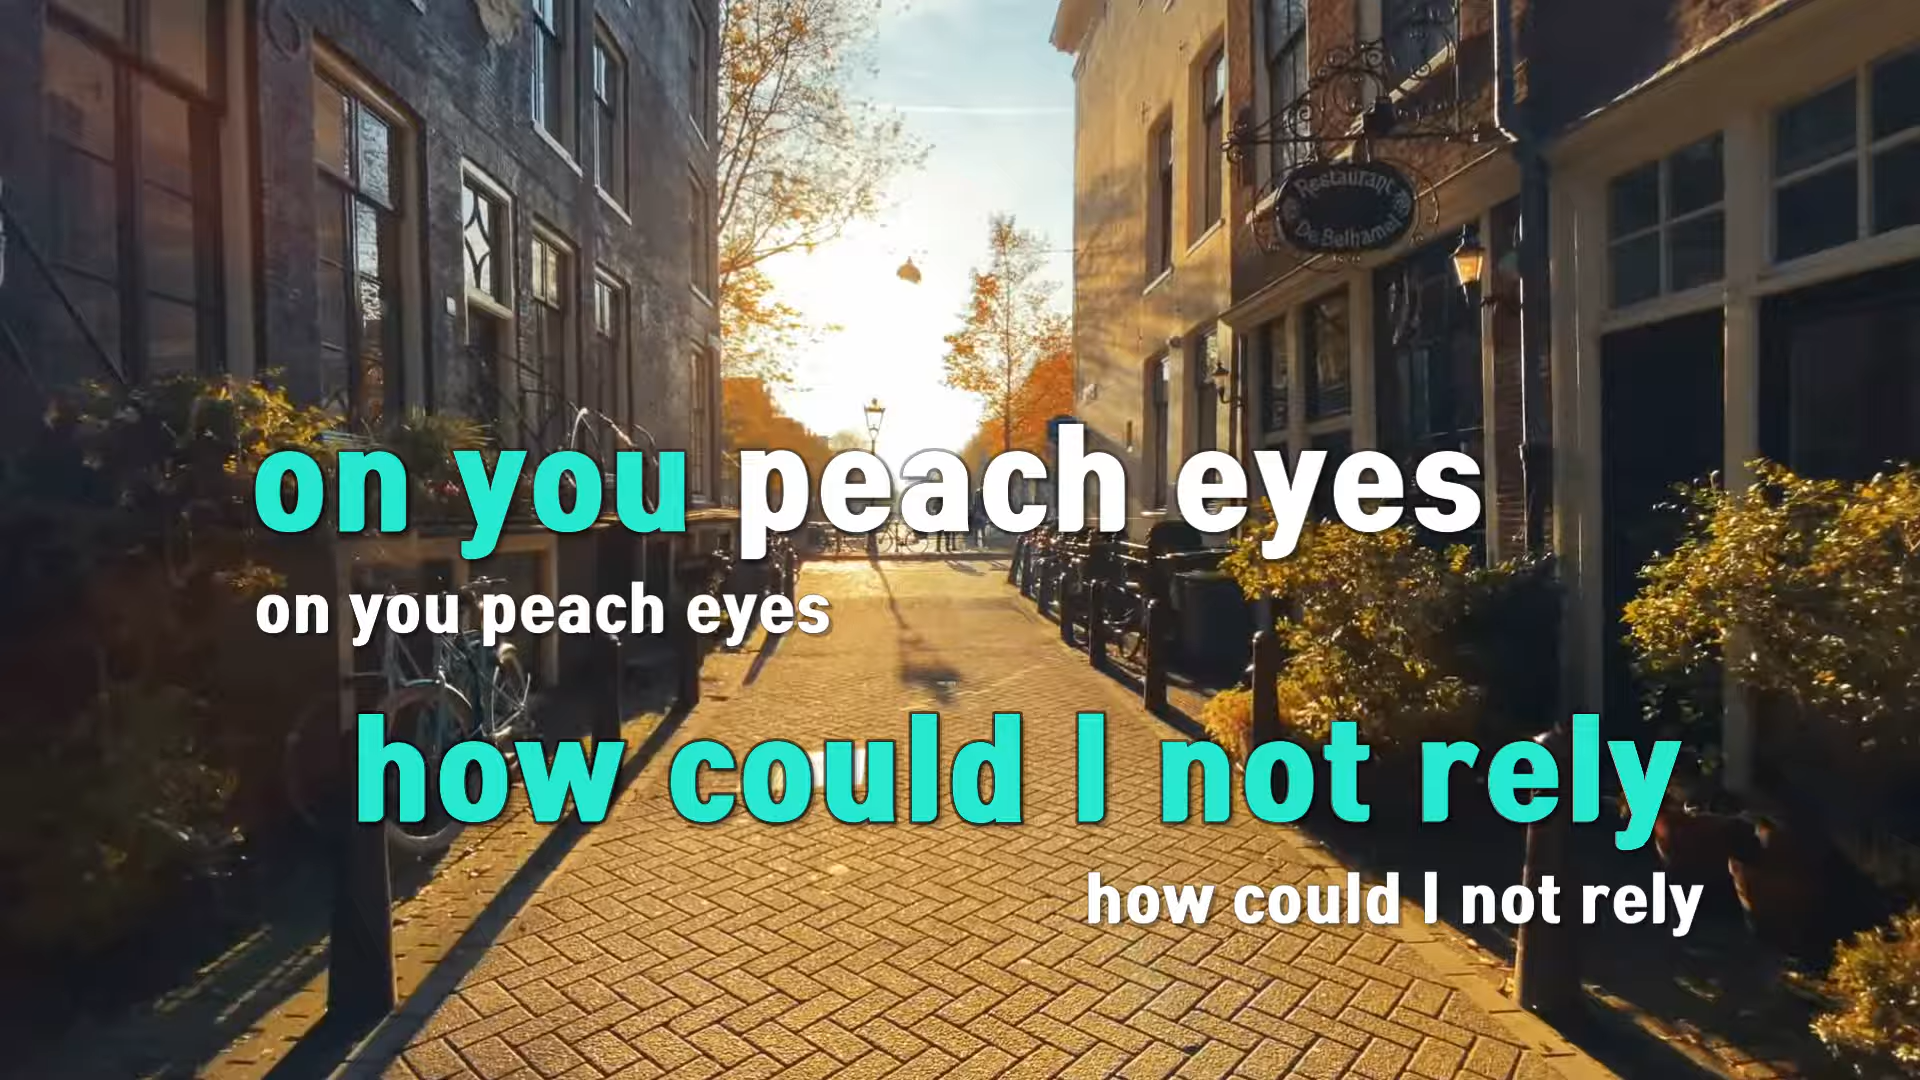 Restaurant
De Belhamel
on you peach eyes
on you peach eyes
how could I not rely
how could I not rely